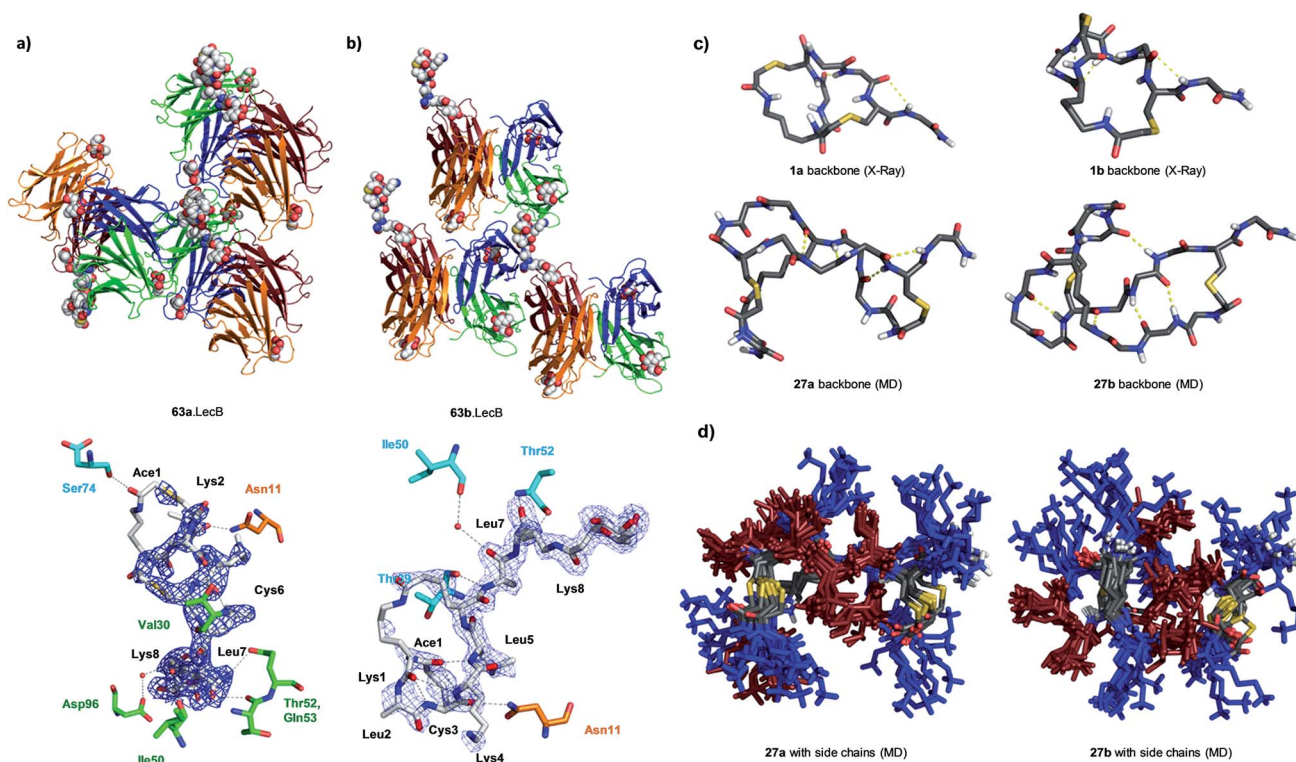 a)
63a.LecB
Ace1
Lys2
Ser74
Asn11
Cys6
Val30
Lys8
Leu7
Asp96
Thr52,
Gln53
Ile50
b)
63b.LecB
Ile50
Thr52
Leu7
Lys8
Ace1
Leu5
Lys1
Asn11
Leu2
Cys3
Lys4
c)
1a backbone (X-Ray)
1b backbone (X-Ray)
27a backbone (MD)
27b backbone (MD)
d)
27a with side chains (MD)
27b with side chains (MD)